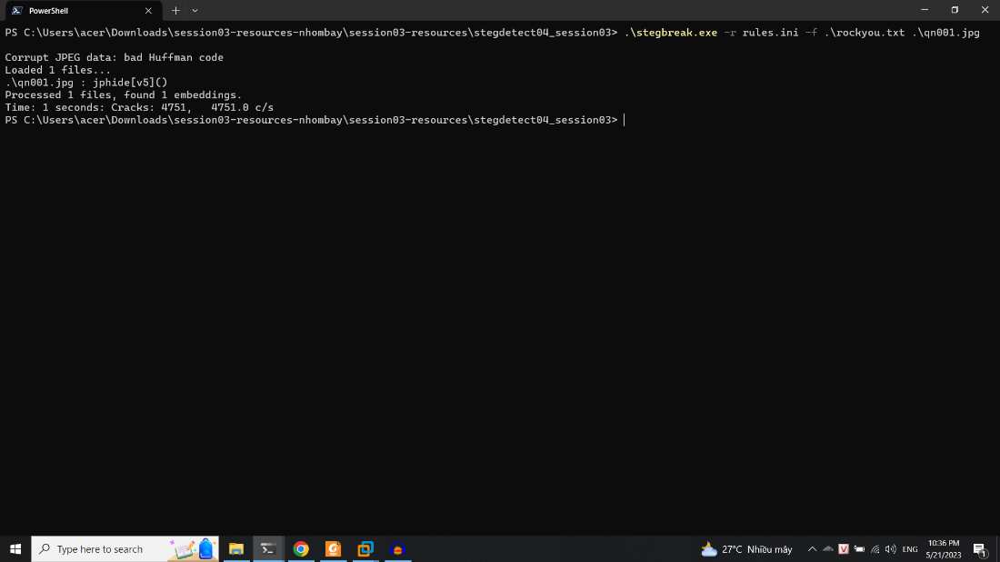 PowerShell
PS C:\Users\acer\Downloads\session03-resources-nhombay\session03-resources\stegdetect04_session03> .\stegbreak.exe -r rules.ini -f .\rockyou.txt .\qn001.jpg
Corrupt JPEG data: bad Huffman code
Loaded 1 files...
.\qn001.jpg : jphide[v5]()
Processed 1 files, found 1 embeddings.
Time: 1 seconds: Cracks: 4751,   4751.0 c/s
PS C:\Users\acer\Downloads\session03-resources-nhombay\session03-resources\stegdetect04_session03>
Type here to search
27°C Nhiều mây
ENG
10:36 PM
5/21/2023
1